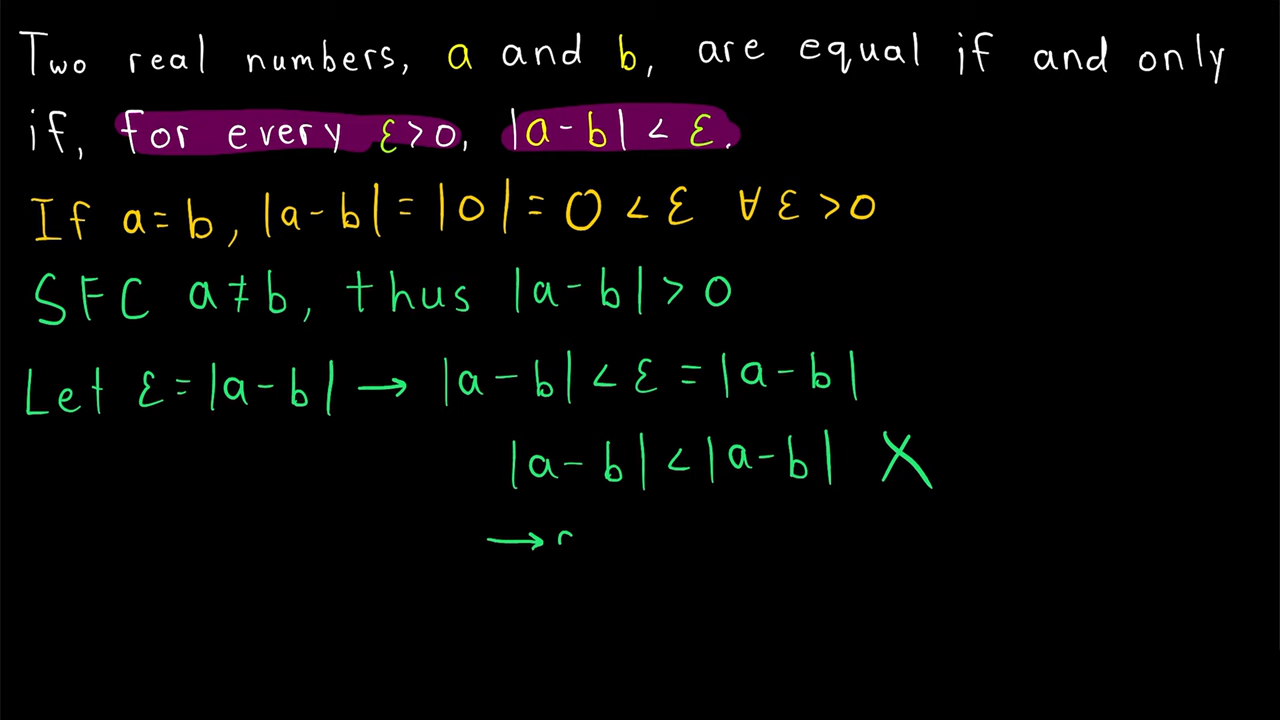 Two real numbers, a and b, are equal if and only
if, for every ε>0, |a-b| < ε.
If a=b, |a-b| = |0| = 0 < ε ∀ ε >0
SFC a≠b, thus |a-b| > 0
Let ε=|a-b| → |a-b| < ε = |a-b|
|a-b| < |a-b| X
→